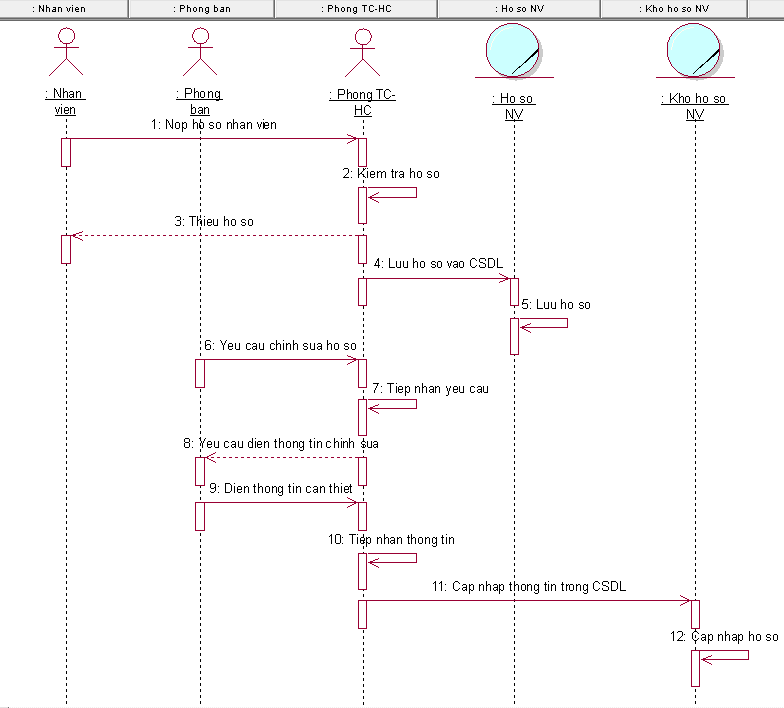 : Nhan vien
: Phong ban
: Phong TC-HC
: Ho so NV
: Kho ho so NV
: Nhan
vien
: Phong
ban
: Phong TC-
HC
: Ho so
NV
: Kho ho so
NV
1: Nop ho so nhan vien
2: Kiem tra ho so
3: Thieu ho so
4: Luu ho so vao CSDL
5: Luu ho so
6: Yeu cau chinh sua ho so
7: Tiep nhan yeu cau
8: Yeu cau dien thong tin chinh sua
9: Dien thong tin can thiet
10: Tiep nhan thong tin
11: Cap nhap thong tin trong CSDL
12: Cap nhap ho so